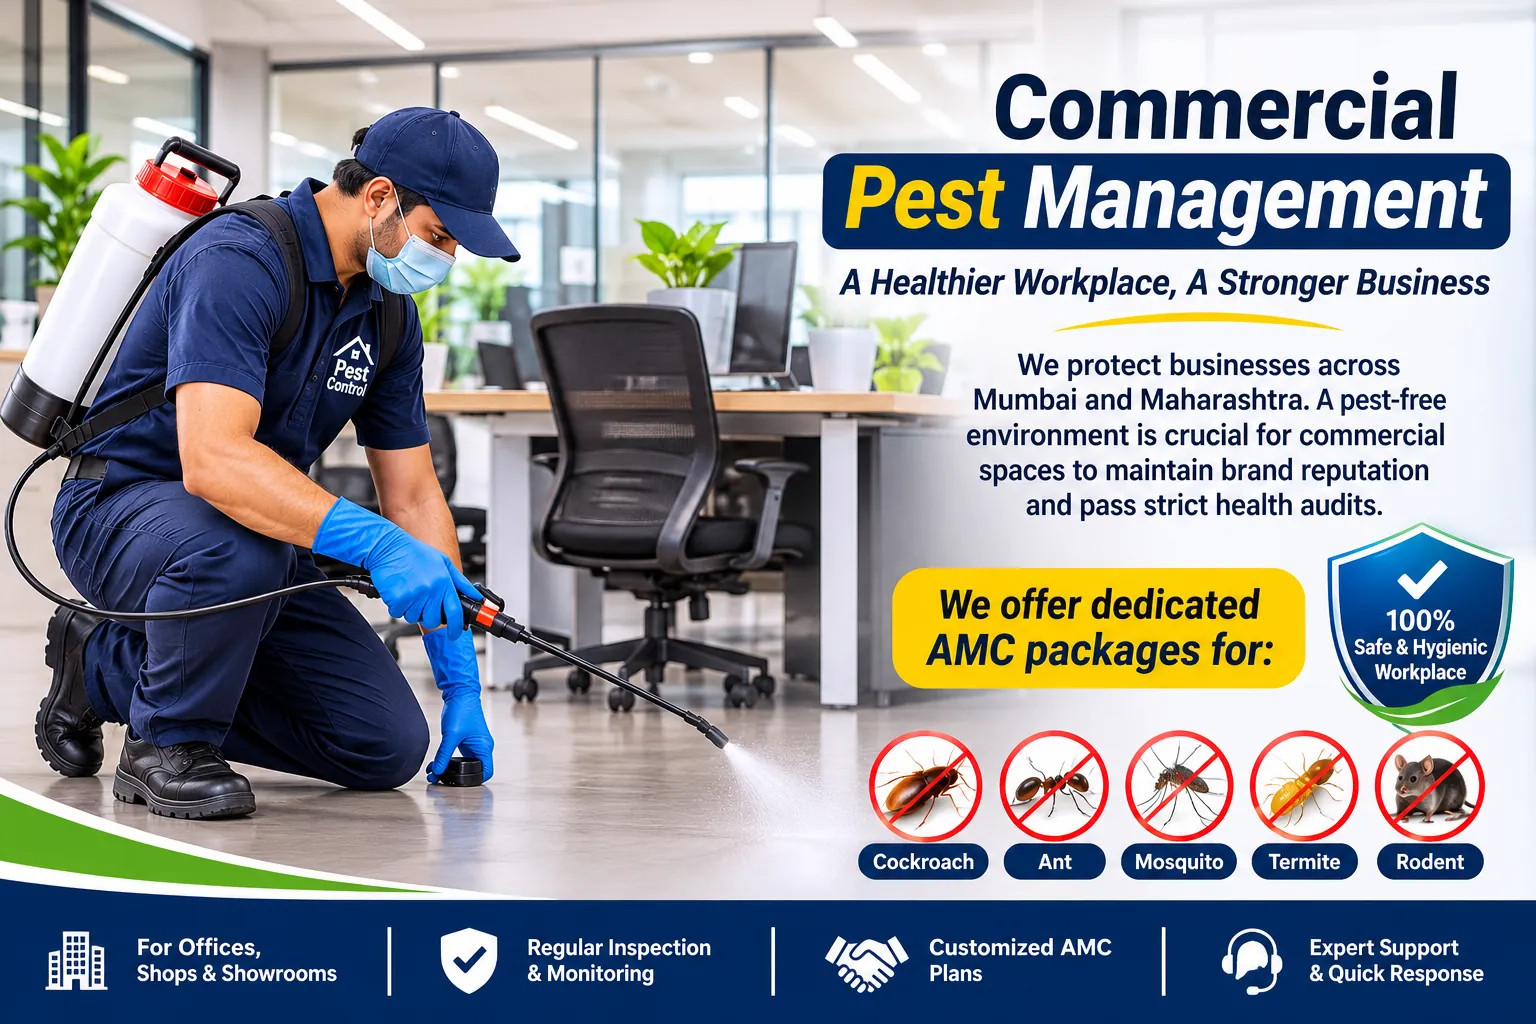 Commercial
Pest Management
A Healthier Workplace, A Stronger Business
We protect businesses across
Mumbai and Maharashtra. A pest-free
environment is crucial for commercial
spaces to maintain brand reputation
and pass strict health audits.
We offer dedicated
AMC packages for:
100%
Safe & Hygienic
Workplace
Pest
Control
Cockroach
Ant
Mosquito
Termite
Rodent
For Offices,
Shops & Showrooms
Regular Inspection
& Monitoring
Customized AMC
Plans
Expert Support
& Quick Response